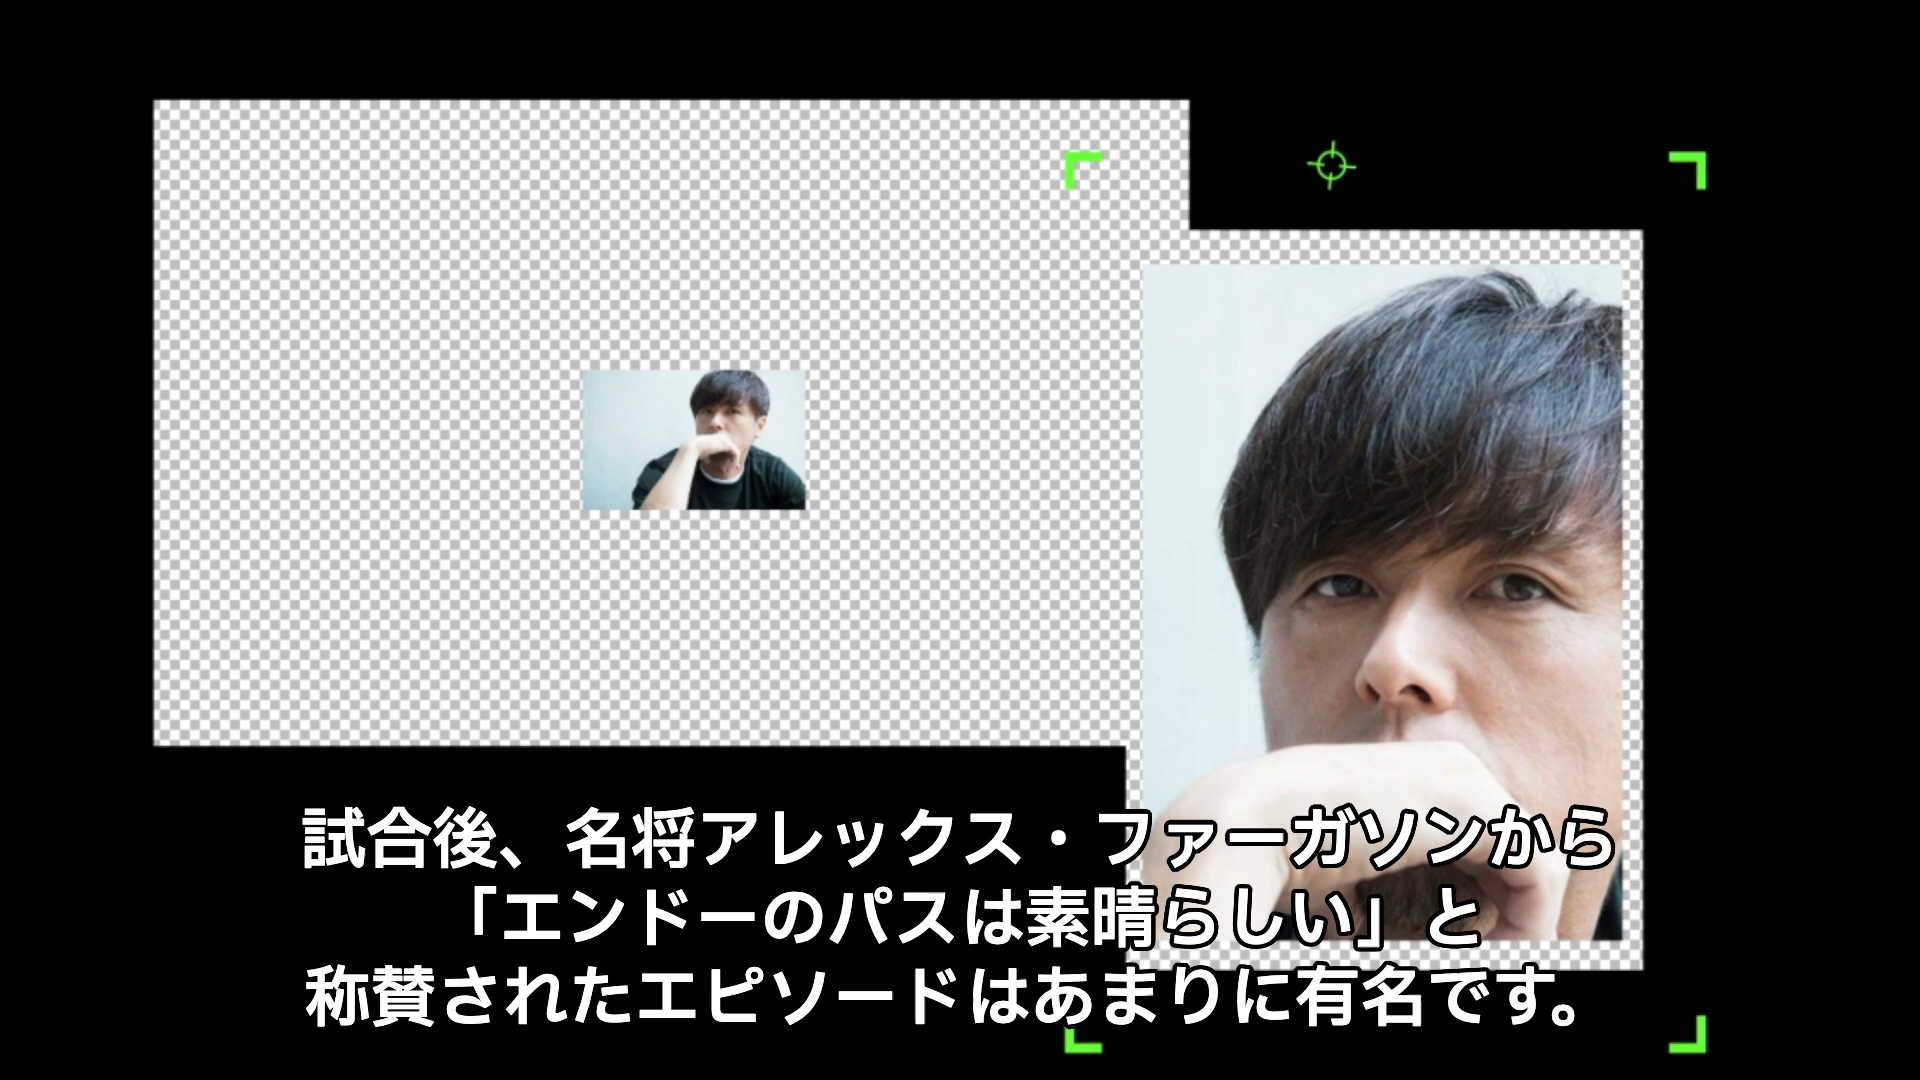 試合後、名将アレックス・ファーガソンから
「エンドーのパスは素晴らしい」と
称賛されたエピソードはあまりに有名です。